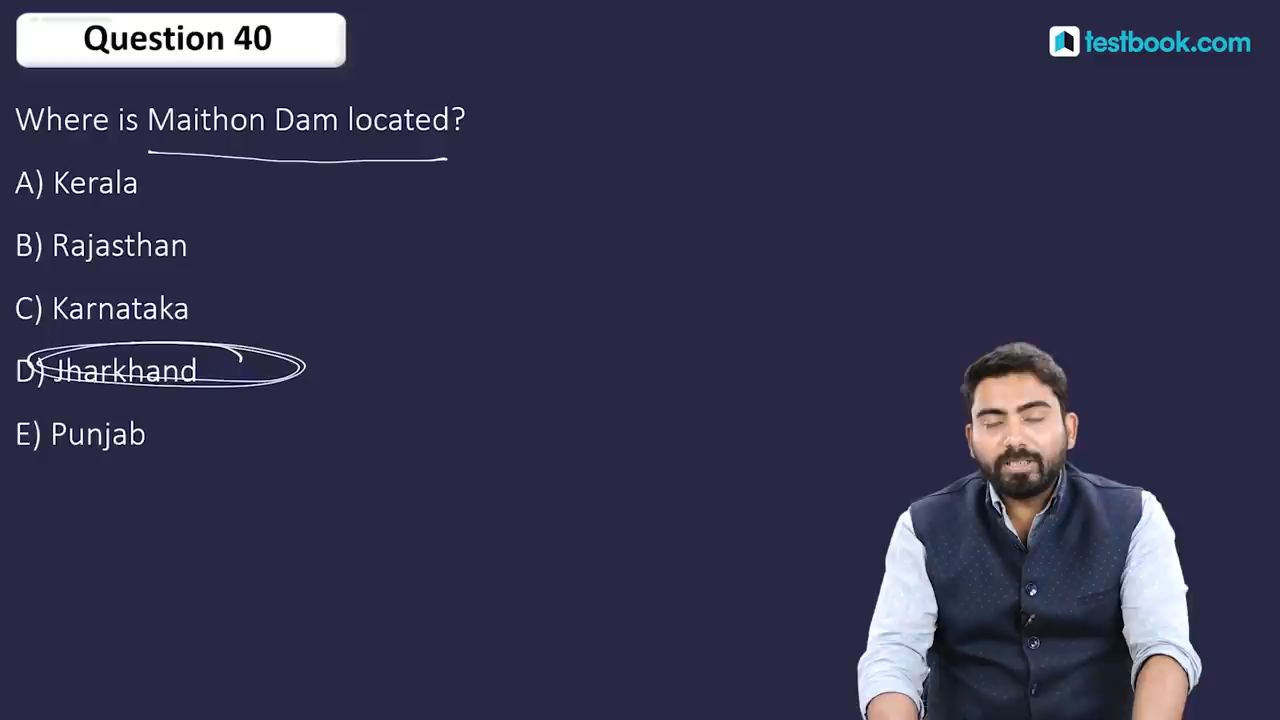 Question 40
testbook.com
Where is Maithon Dam located?
A) Kerala
B) Rajasthan
C) Karnataka
D) Jharkhand
E) Punjab